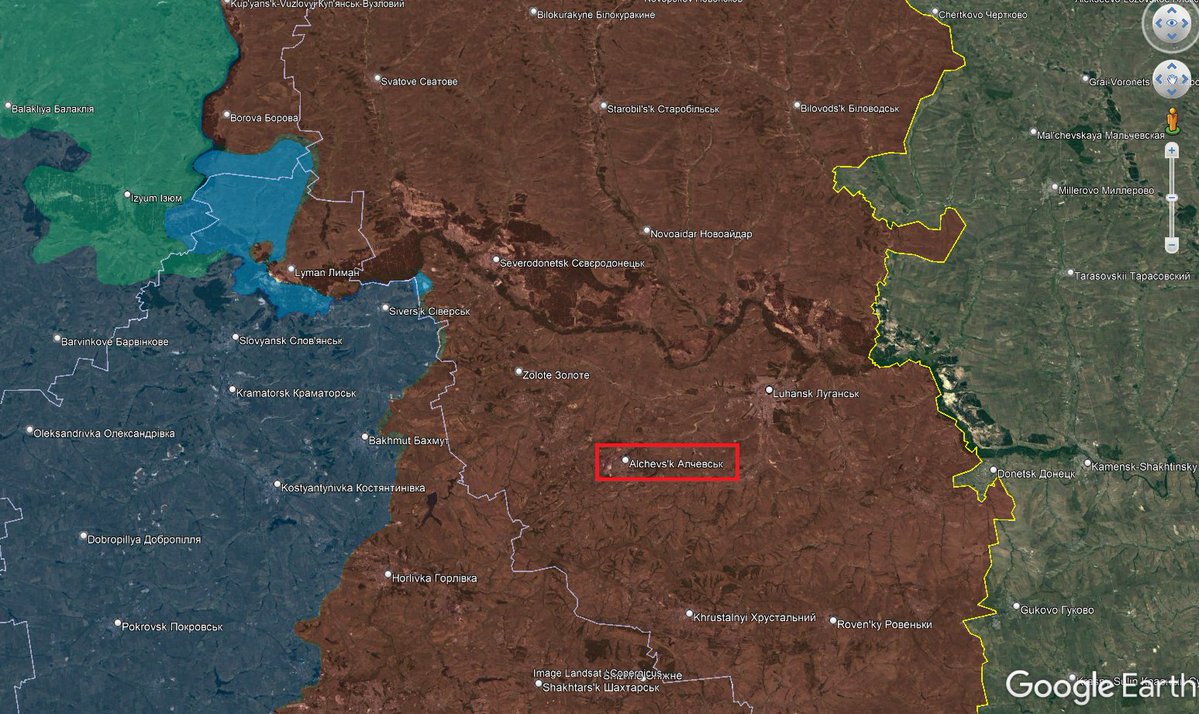 Kup'yans'k-Vuzlovyi Куп'янськ-Вузловий
Bilokurakyne Білокуракине
Chertkovo Чертково
Svatove Сватове
Balakliya Балаклія
Borova Борова
Starobil's'k Старобільськ
Bilovods'k Біловодськ
Mal'chevskaya Мальчевская
Izyum Ізюм
Millerovo Миллерово
Novoaidar Новоайдар
Severodonetsk Сєвєродонецьк
Lyman Лиман
Tarasovskii Тарасовский
Sivers'k Сіверськ
Barvinkove Барвінкове
Slovyansk Слов'янськ
Zolote Золоте
Kramatorsk Краматорськ
Luhansk Луганськ
Oleksandrivka Олександрівка
Bakhmut Бахмут
Alchevs'k Алчевськ
Donetsk Донецк
Kamensk-Shakhtinsky
Kostyantynivka Костянтинівка
Dobropillya Добропілля
Horlivka Горлівка
Gukovo Гуково
Khrustalnyi Хрустальний
Roven'ky Ровеньки
Pokrovsk Покровськ
Image Landsat / Copernicus
Shakhtars'k Шахтарськ
Google Earth